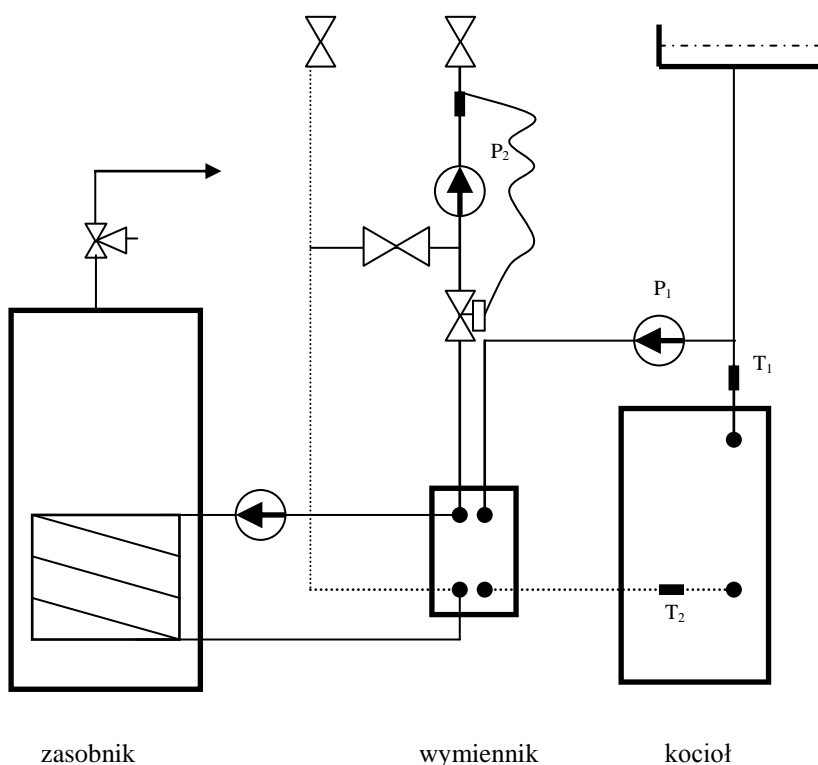 P₂
P₁
T₁
T₂
zasobnik wymiennik kocioł